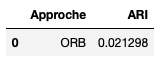 Approche ARI
0 ORB 0.021298